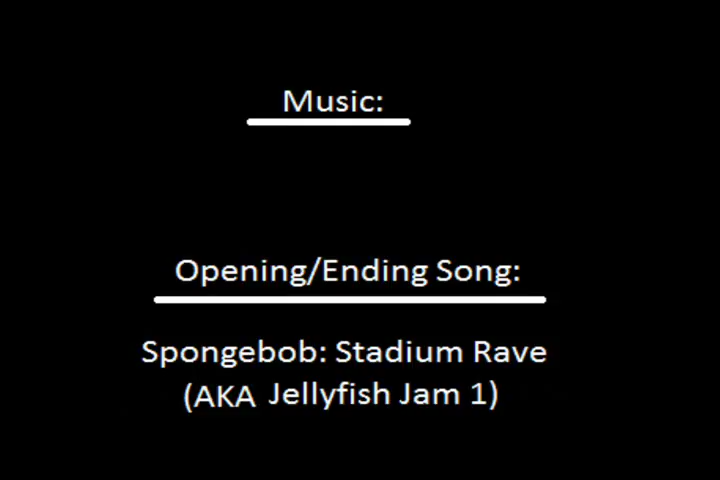 Music:
Opening/Ending Song:
Spongebob: Stadium Rave
(AKA Jellyfish Jam 1)